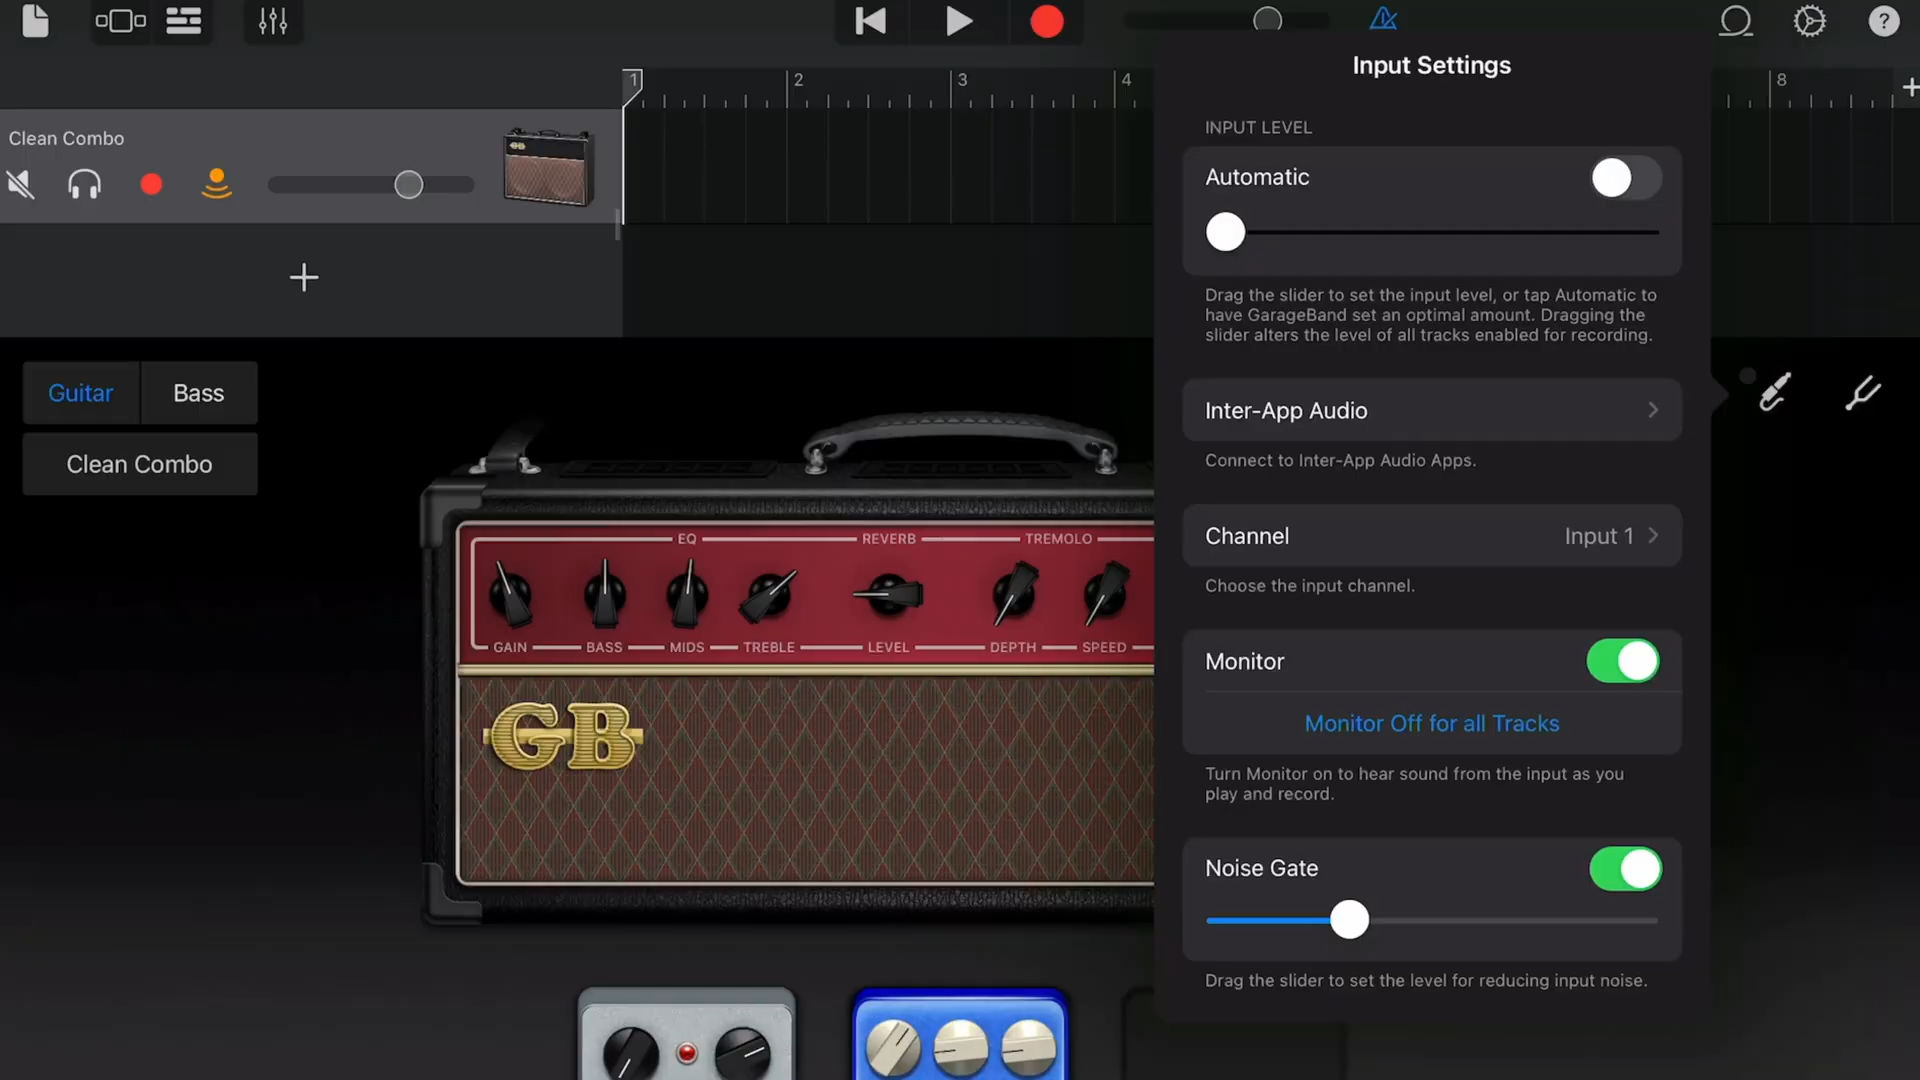 ?
Input Settings
1
2
3
4
8
INPUT LEVEL
Clean Combo
Automatic
Drag the slider to set the input level, or tap Automatic to
have GarageBand set an optimal amount. Dragging the
slider alters the level of all tracks enabled for recording.
Guitar
Bass
Clean Combo
Inter-App Audio
Connect to Inter-App Audio Apps.
Channel
Input 1
Choose the input channel.
EQ
REVERB
TREMOLO
GAIN
BASS
MIDS
TREBLE
LEVEL
DEPTH
SPEED
Monitor
Monitor Off for all Tracks
Turn Monitor on to hear sound from the input as you
play and record.
GB
Noise Gate
Drag the slider to set the level for reducing input noise.